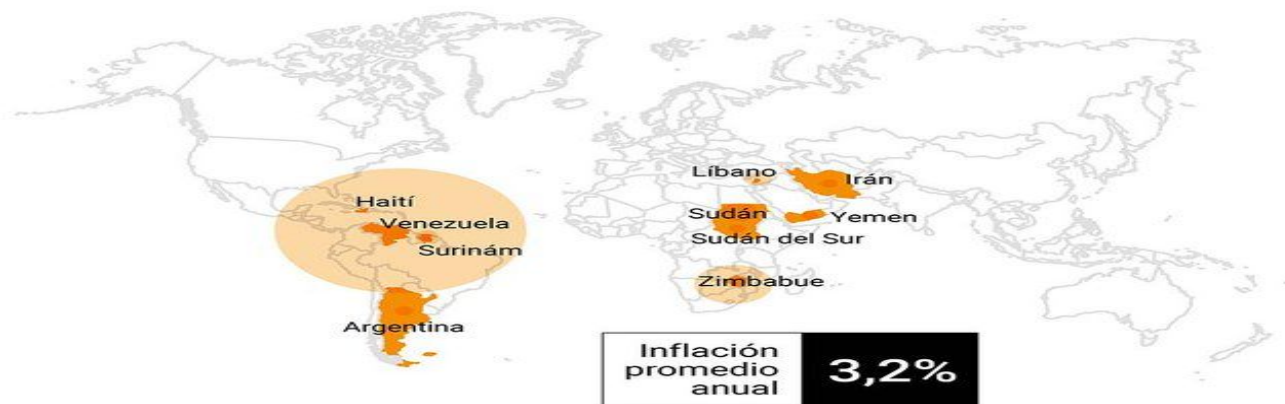 Líbano
Irán
Haití
Venezuela
Surinám
Sudán
Yemen
Sudán del Sur
Zimbabue
Argentina
Inflación
promedio
anual
3,2%